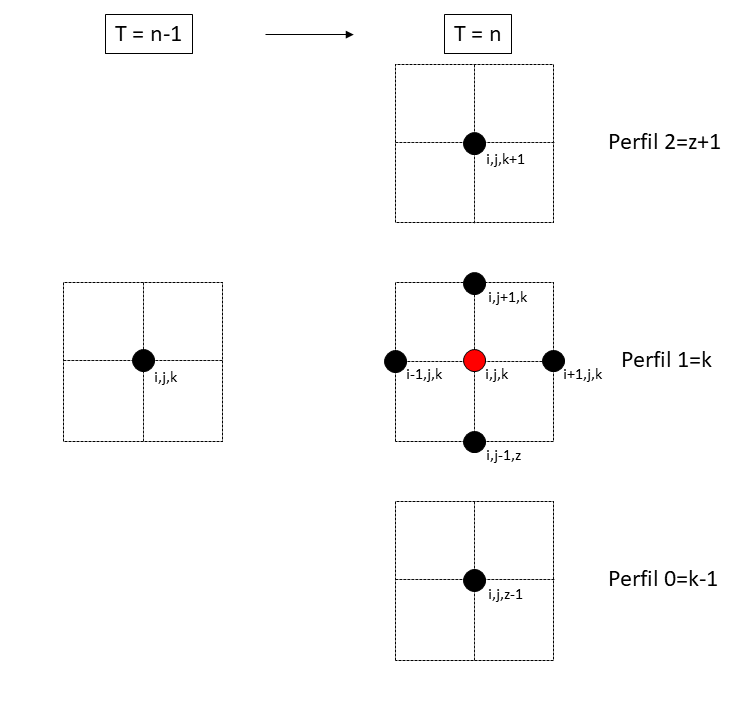 T = n-1
T = n
i,j,k+1
Perfil 2=z+1
i,j+1,k
i,j,k
i-1,j,k
i,j,k
i+1,j,k
Perfil 1=k
i,j-1,z
i,j,z-1
Perfil 0=k-1